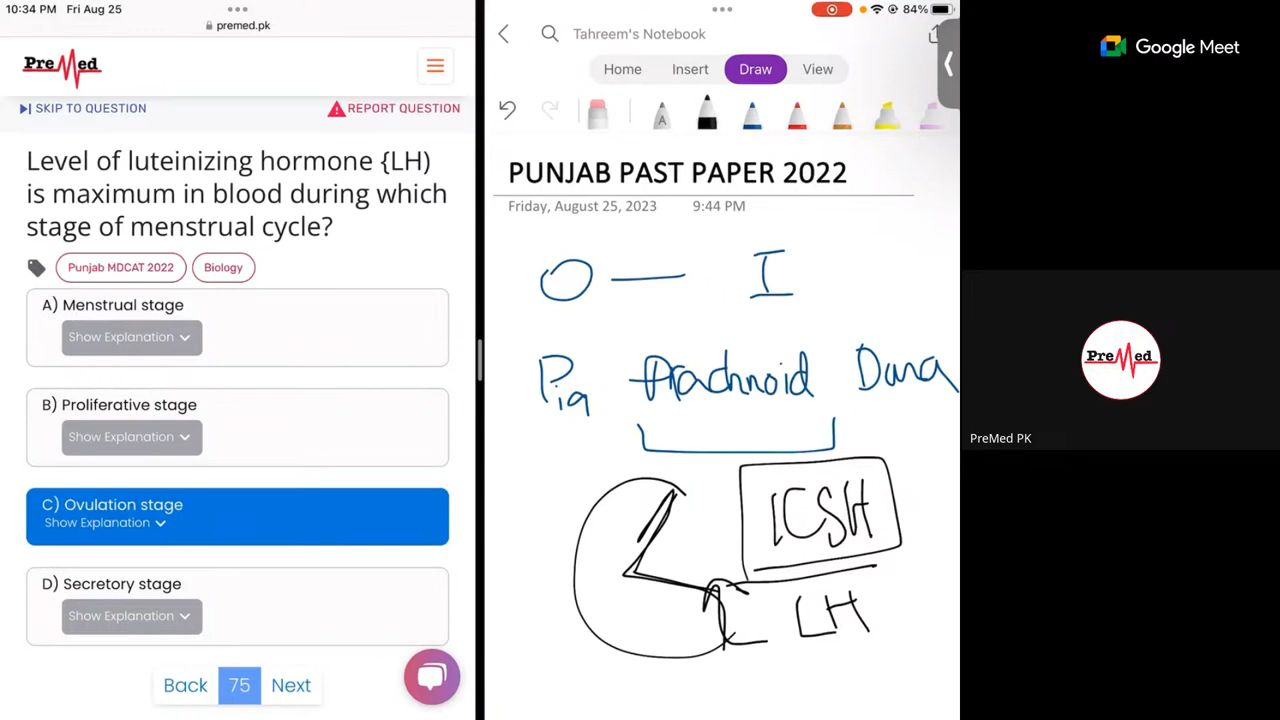 10:34 PM Fri Aug 25
premed.pk
PreMed
SKIP TO QUESTION
REPORT QUESTION
Level of luteinizing hormone {LH)
is maximum in blood during which
stage of menstrual cycle?
Punjab MDCAT 2022
Biology
A) Menstrual stage
Show Explanation
B) Proliferative stage
Show Explanation
C) Ovulation stage
Show Explanation
D) Secretory stage
Show Explanation
Back 75 Next
84%
Tahreem's Notebook
Home Insert Draw View
A
PUNJAB PAST PAPER 2022
Friday, August 25, 2023 9:44 PM
O — I
Pia Arachnoid Dura
ICSH
LH
Google Meet
PreMed
PreMed PK